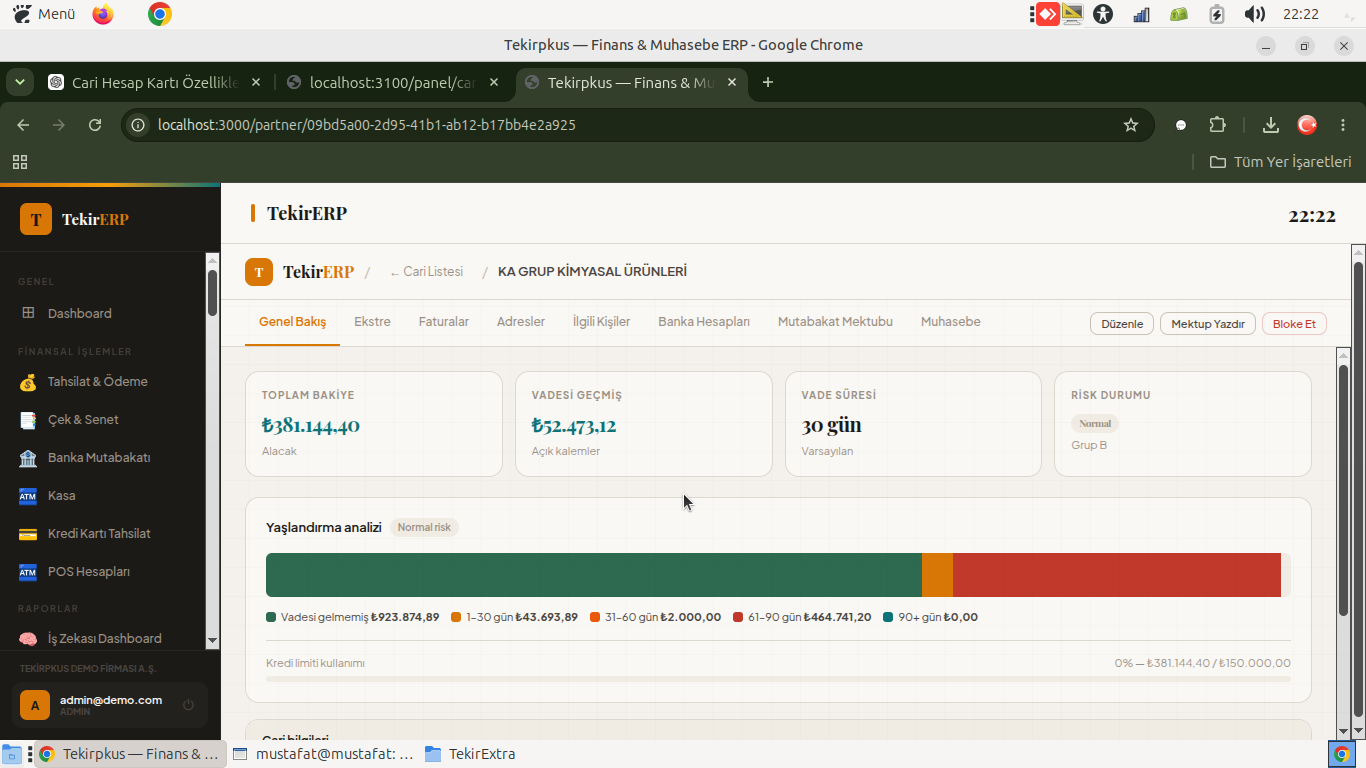 Menü
22:22
Tekirpkus — Finans & Muhasebe ERP - Google Chrome
Cari Hesap Kartı Özellikle
localhost:3100/panel/car
Tekirpkus — Finans & Mu
localhost:3000/partner/09bd5a00-2d95-41b1-ab12-b17bb4e2a925
Tüm Yer İşaretleri
T TekirERP
TekirERP
22:22
T TekirERP / ← Cari Listesi / KA GRUP KİMYASAL ÜRÜNLERİ
GENEL
Dashboard
FİNANSAL İŞLEMLER
Tahsilat & Ödeme
Çek & Senet
Banka Mutabakatı
ATM Kasa
Kredi Kartı Tahsilat
ATM POS Hesapları
RAPORLAR
İş Zekası Dashboard
TEKİRPKUS DEMO FİRMASI A.Ş.
A
admin@demo.com
ADMIN
Genel Bakış Ekstre Faturalar Adresler İlgili Kişiler Banka Hesapları Mutabakat Mektubu Muhasebe
Düzenle Mektup Yazdır Bloke Et
TOPLAM BAKİYE
₺381.144,40
Alacak
VADESİ GEÇMİŞ
₺52.473,12
Açık kalemler
VADE SÜRESİ
30 gün
Varsayılan
RİSK DURUMU
Normal
Grup B
Yaşlandırma analizi Normal risk
Vadesi gelmemiş ₺923.874,89 1–30 gün ₺43.693,89 31–60 gün ₺2.000,00 61–90 gün ₺464.741,20 90+ gün ₺0,00
Kredi limiti kullanımı 0% — ₺381.144,40 / ₺150.000,00
Cari bilgileri
Tekirpkus — Finans & ...
mustafat@mustafat: ...
TekirExtra